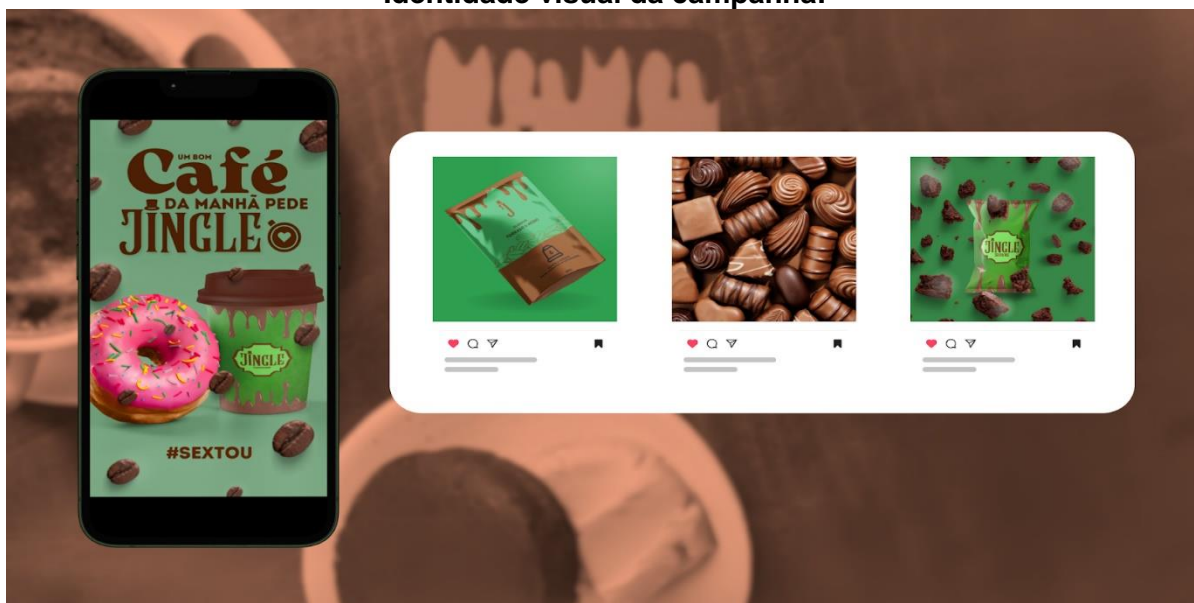 Identidade visual da campanha:
UM BOM
Café
DA MANHÃ PEDE
JINGLE
JINGLE
#SEXTOU
JINGLE